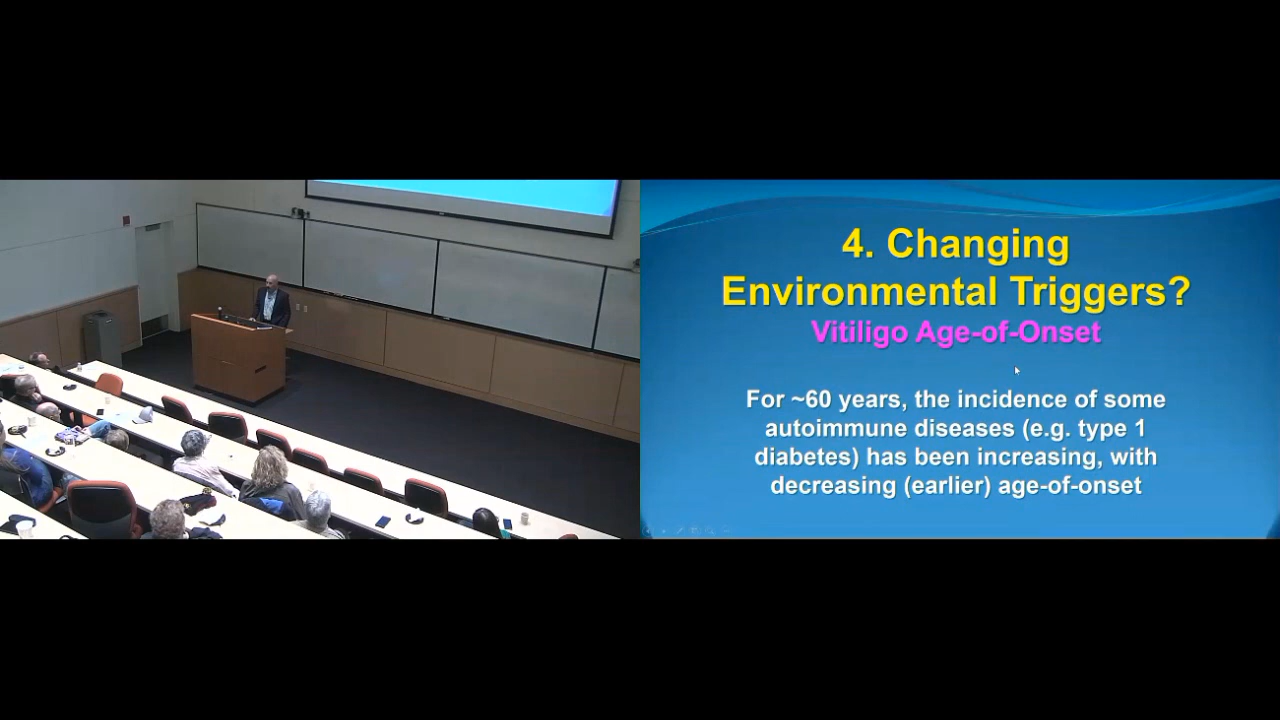 4. Changing
Environmental Triggers?
Vitiligo Age-of-Onset
For ~60 years, the incidence of some
autoimmune diseases (e.g. type 1
diabetes) has been increasing, with
decreasing (earlier) age-of-onset